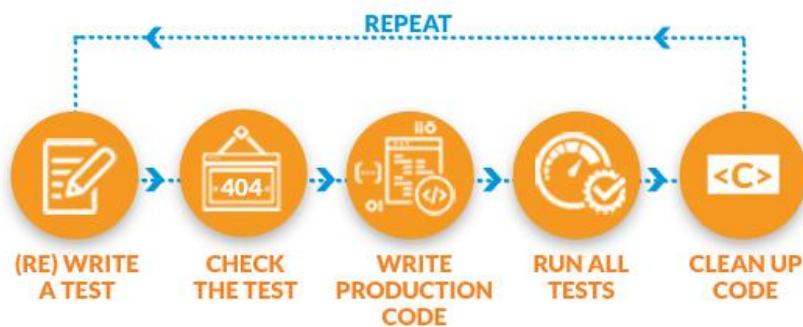 REPEAT
404
<C>
(RE) WRITE
A TEST
CHECK
THE TEST
WRITE
PRODUCTION
CODE
RUN ALL
TESTS
CLEAN UP
CODE